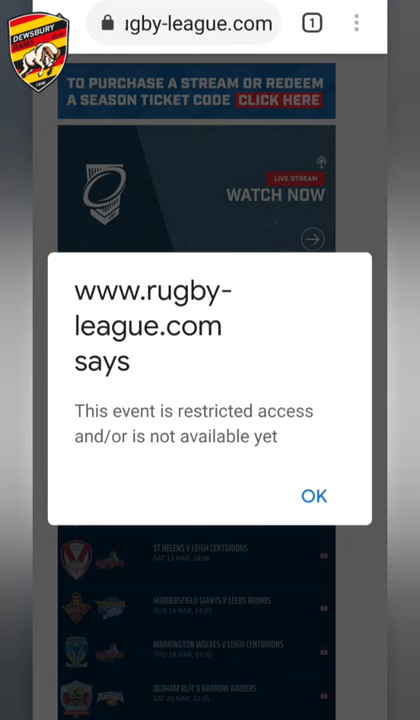 DEWSBURY
RAMS
ugby-league.com
1
TO PURCHASE A STREAM OR REDEEM
A SEASON TICKET CODE CLICK HERE
LIVE STREAM
WATCH NOW
www.rugby-
league.com
says
This event is restricted access
and/or is not available yet
OK
ST HELENS V LEIGH CENTURIONS
SAT 13 MAR, 18:00
HUDDERSFIELD GIANTS V LEEDS RHINOS
SUN 14 MAR, 14:30
WARRINGTON WOLVES V LEIGH CENTURIONS
THU 18 MAR, 19:00
OLDHAM RLFC V BARROW RAIDERS
SAT 20 MAR, 12:45